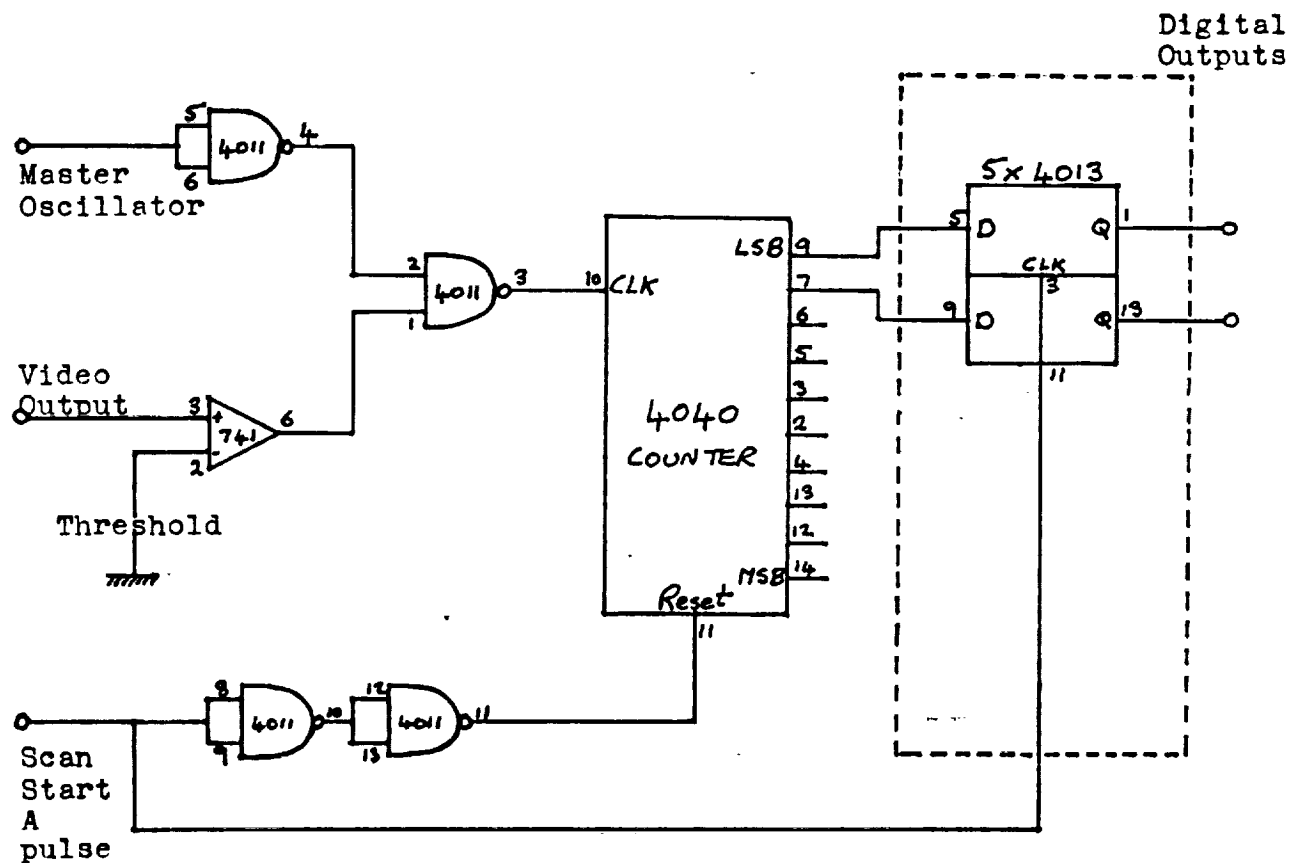 Digital
Outputs
5
4011
4
6
Master
Oscillator
5x 4013
5 D Q 1
CLK
3
9 D Q 13
11
2
4011
3
1
10 CLK
LSB 9
7
6
5
3
2
4
13
12
MSB 14
4040
COUNTER
Reset
11
Video
Output
3
+
741
6
-
2
Threshold
8
4011
10
9
12
4011
11
13
Scan
Start
A
pulse